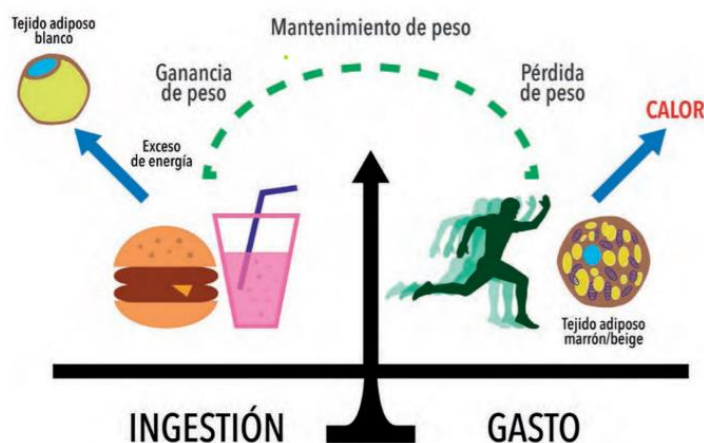 Tejido adiposo
blanco
Mantenimiento de peso
Ganancia
de peso
Pérdida
de peso
CALOR
Exceso
de energía
Tejido adiposo
marrón/beige
INGESTIÓN
GASTO